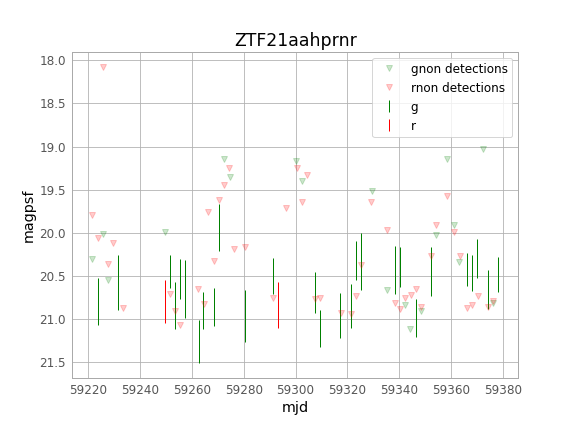 ZTF21aahprnr
gnon detections
rnon detections
g
r
magpsf
18.0
18.5
19.0
19.5
20.0
20.5
21.0
21.5
59220 59240 59260 59280 59300 59320 59340 59360 59380
mjd